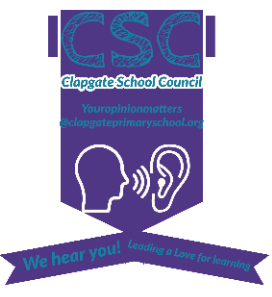 CSC
Clapgate School Council
Youropinionmatters
@clapgateprimaryschool.org
We hear you! Leading a Love for learning